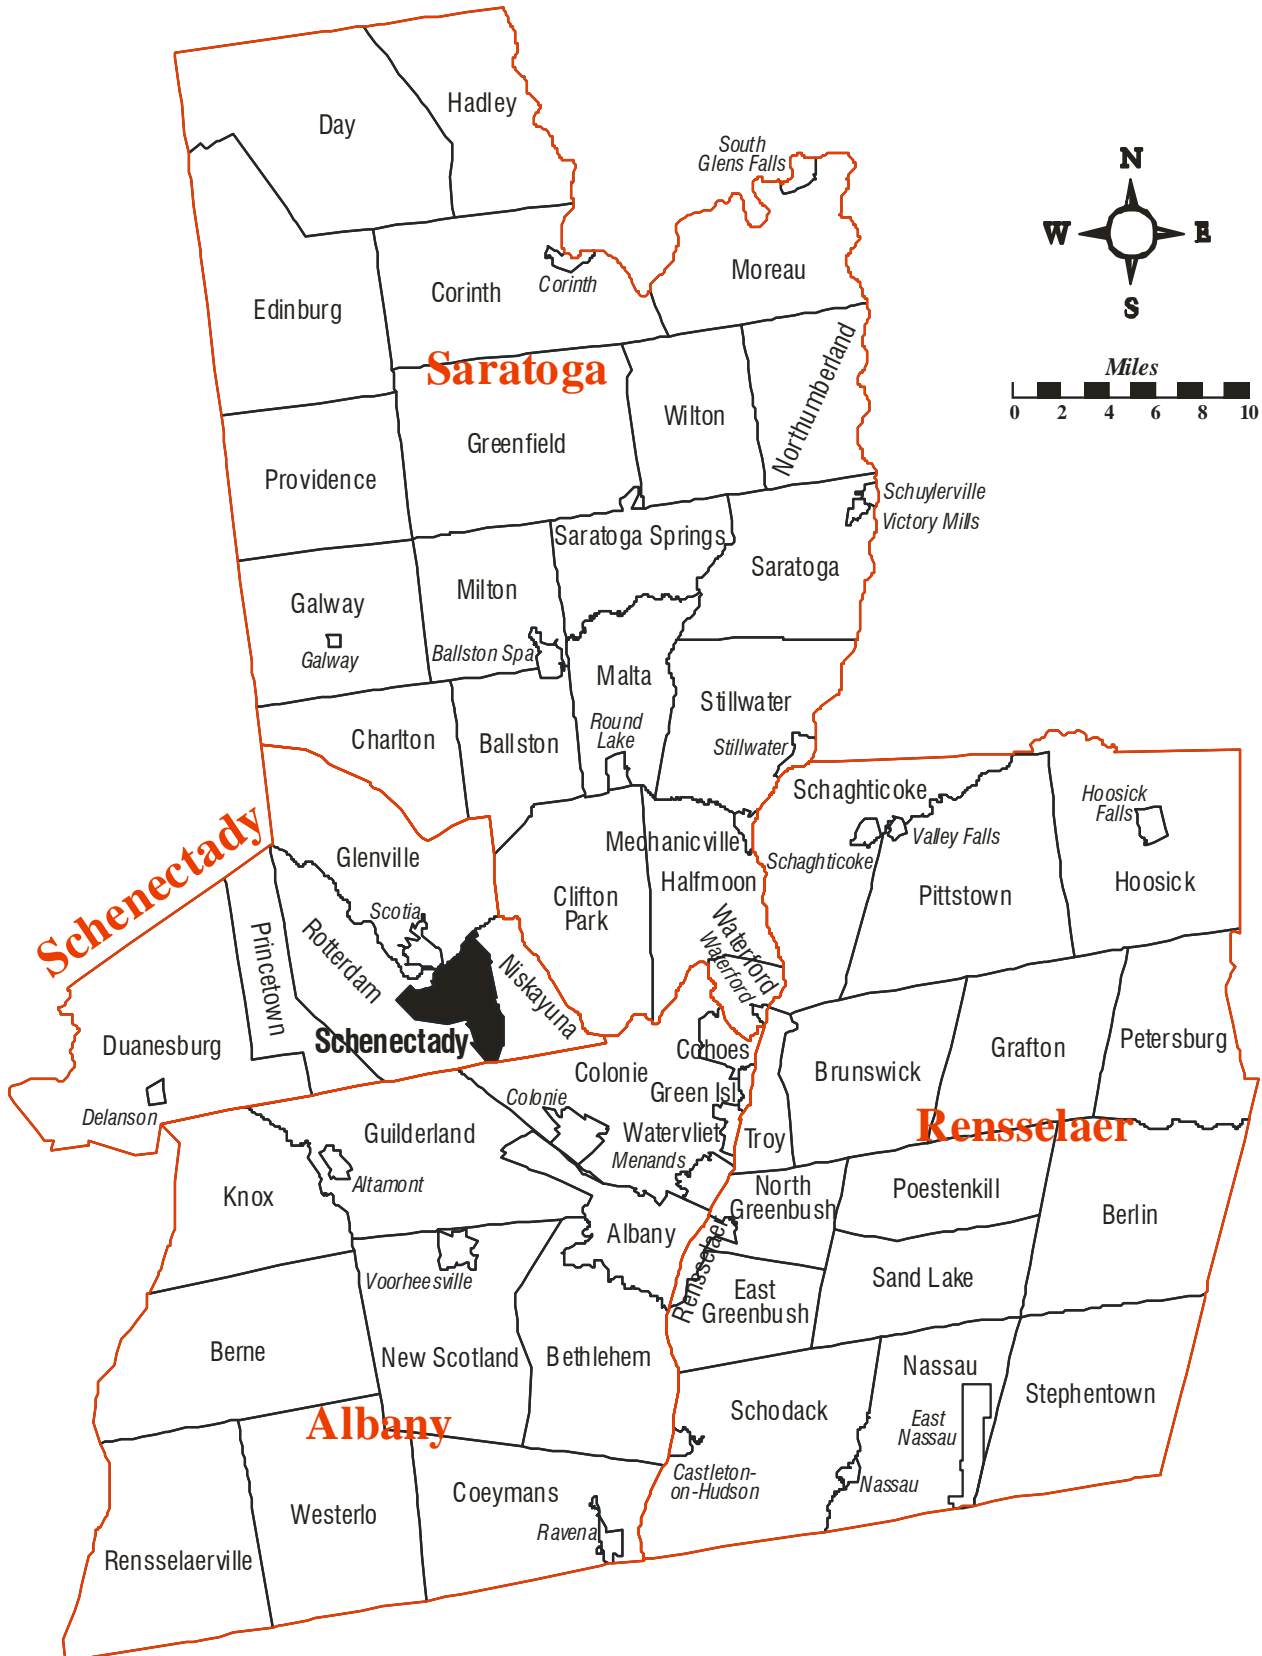 Hadley
Day
South
Glens Falls
N
W
E
S
Moreau
Corinth
Corinth
Edinburg
Miles
0 2 4 6 8 10
Saratoga
Northumberland
Wilton
Greenfield
Providence
Schuylerville
Victory Mills
Saratoga Springs
Saratoga
Milton
Galway
Galway
Ballston Spa
Malta
Stillwater
Round
Lake
Stillwater
Charlton
Ballston
Schaghticoke
Hoosick
Falls
Schenectady
Mechanicville
Valley Falls
Schaghticoke
Glenville
Halfmoon
Hoosick
Clifton
Park
Pittstown
Scotia
Princetown
Rotterdam
Niskayuna
Waterford
Waterford
Schenectady
Duanesburg
Cohoes
Grafton
Petersburg
Colonie
Brunswick
Green Isl.
Colonie
Delanson
Rensselaer
Guilderland
Watervliet
Troy
Menands
Altamont
Knox
North
Greenbush
Poestenkill
Berlin
Albany
Rensselaer
Voorheesville
Sand Lake
East
Greenbush
Berne
New Scotland
Bethlehem
Nassau
Stephentown
Schodack
Albany
East
Nassau
Castleton-
on-Hudson
Nassau
Coeymans
Westerlo
Ravena
Rensselaerville